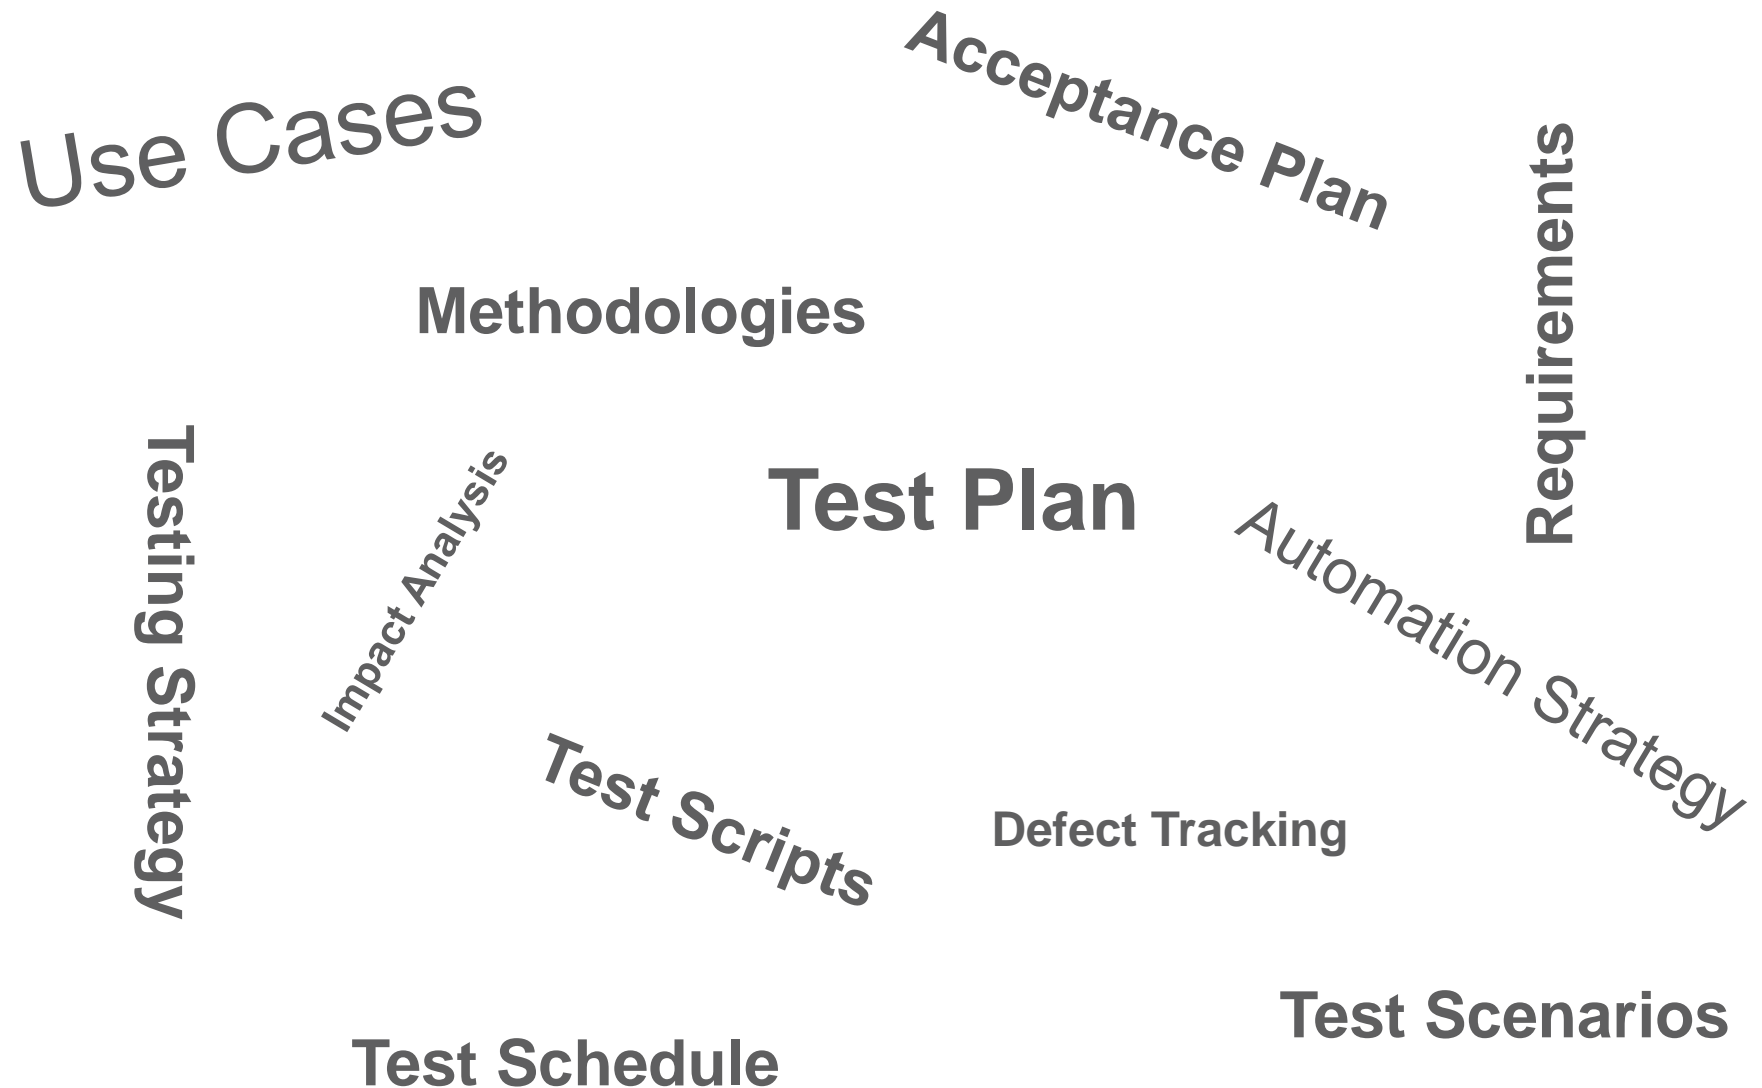 Acceptance Plan
Use Cases
Requirements
Methodologies
Testing Strategy
Impact Analysis
Test Plan
Automation Strategy
Test Scripts
Defect Tracking
Test Scenarios
Test Schedule